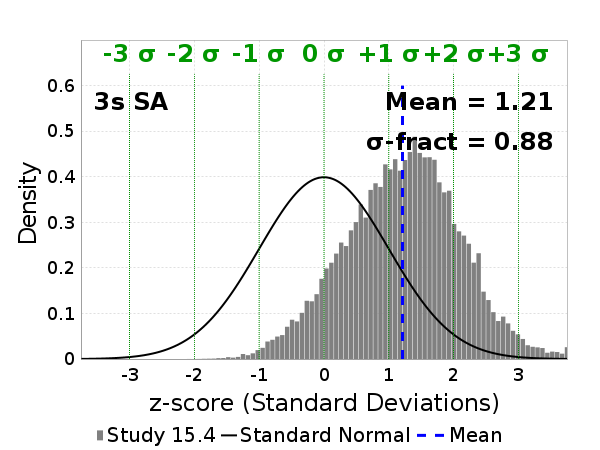 -3 σ -2 σ -1 σ 0 σ +1 σ +2 σ +3 σ
0.6
3s SA
Mean = 1.21
0.5
σ-fract = 0.88
0.4
0.3
0.2
0.1
0
Density
-3 -2 -1 0 1 2 3
z-score (Standard Deviations)
Study 15.4 Standard Normal Mean